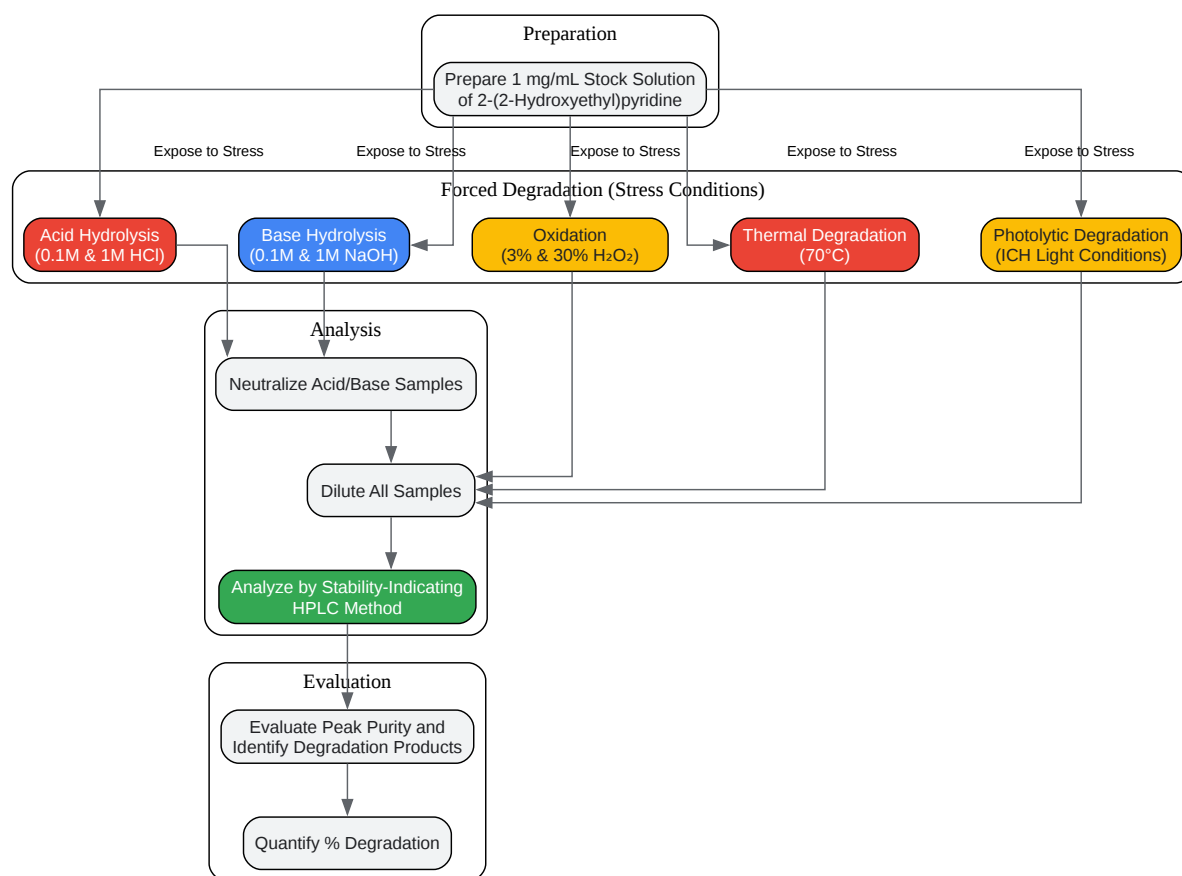 Preparation
Prepare 1 mg/mL Stock Solution
of 2-(2-Hydroxyethyl)pyridine
Expose to Stress
Expose to Stress
Expose to Stress
Expose to Stress
Expose to Stress
Forced Degradation (Stress Conditions)
Acid Hydrolysis
(0.1M & 1M HCl)
Base Hydrolysis
(0.1M & 1M NaOH)
Oxidation
(3% & 30% H₂O₂)
Thermal Degradation
(70°C)
Photolytic Degradation
(ICH Light Conditions)
Analysis
Neutralize Acid/Base Samples
Dilute All Samples
Analyze by Stability-Indicating
HPLC Method
Evaluation
Evaluate Peak Purity and
Identify Degradation Products
Quantify % Degradation